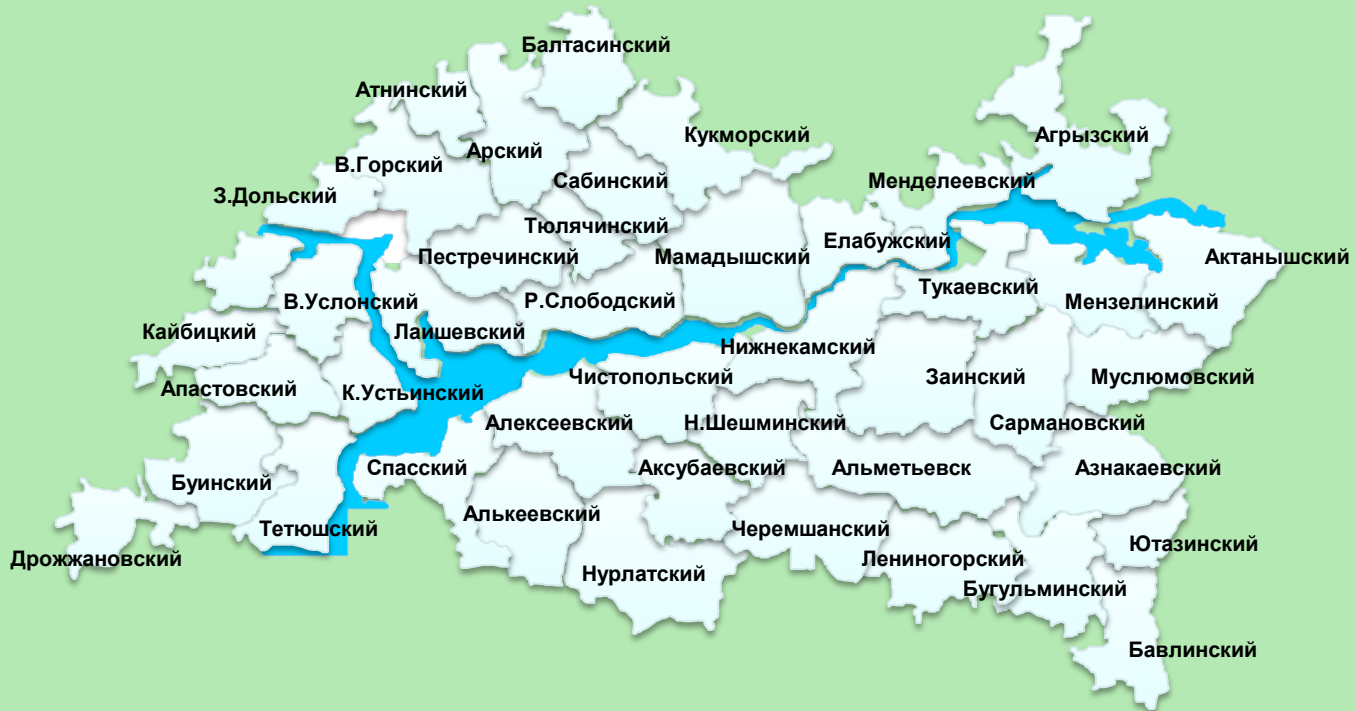 Балтасинский
Атнинский
Кукморский
Агрызский
Арский
В.Горский
Сабинский
Менделеевский
З.Дольский
Тюлячинский
Елабужский
Пестречинский
Мамадышский
Актанышский
Тукаевский
В.Услонский
Р.Слободский
Мензелинский
Кайбицкий
Лаишевский
Нижнекамский
Апастовский
К.Устьинский
Чистопольский
Заинский
Муслюмовский
Алексеевский
Н.Шешминский
Сармановский
Буинский
Спасский
Аксубаевский
Альметьевск
Азнакаевский
Тетюшский
Алькеевский
Черемшанский
Ютазинский
Дрожжановский
Нурлатский
Лениногорский
Бугульминский
Бавлинский